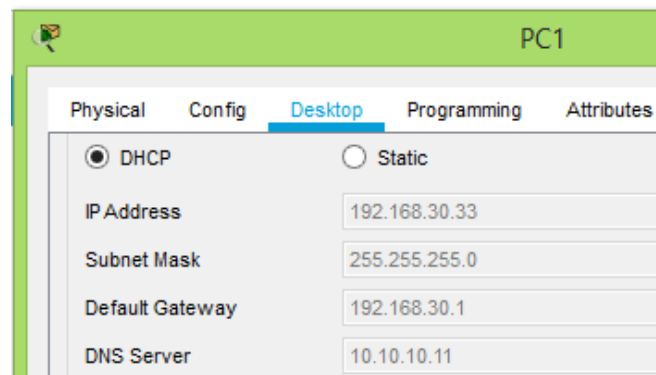 PC1
Physical Config Desktop Programming Attributes
DHCP Static
IP Address 192.168.30.33
Subnet Mask 255.255.255.0
Default Gateway 192.168.30.1
DNS Server 10.10.10.11